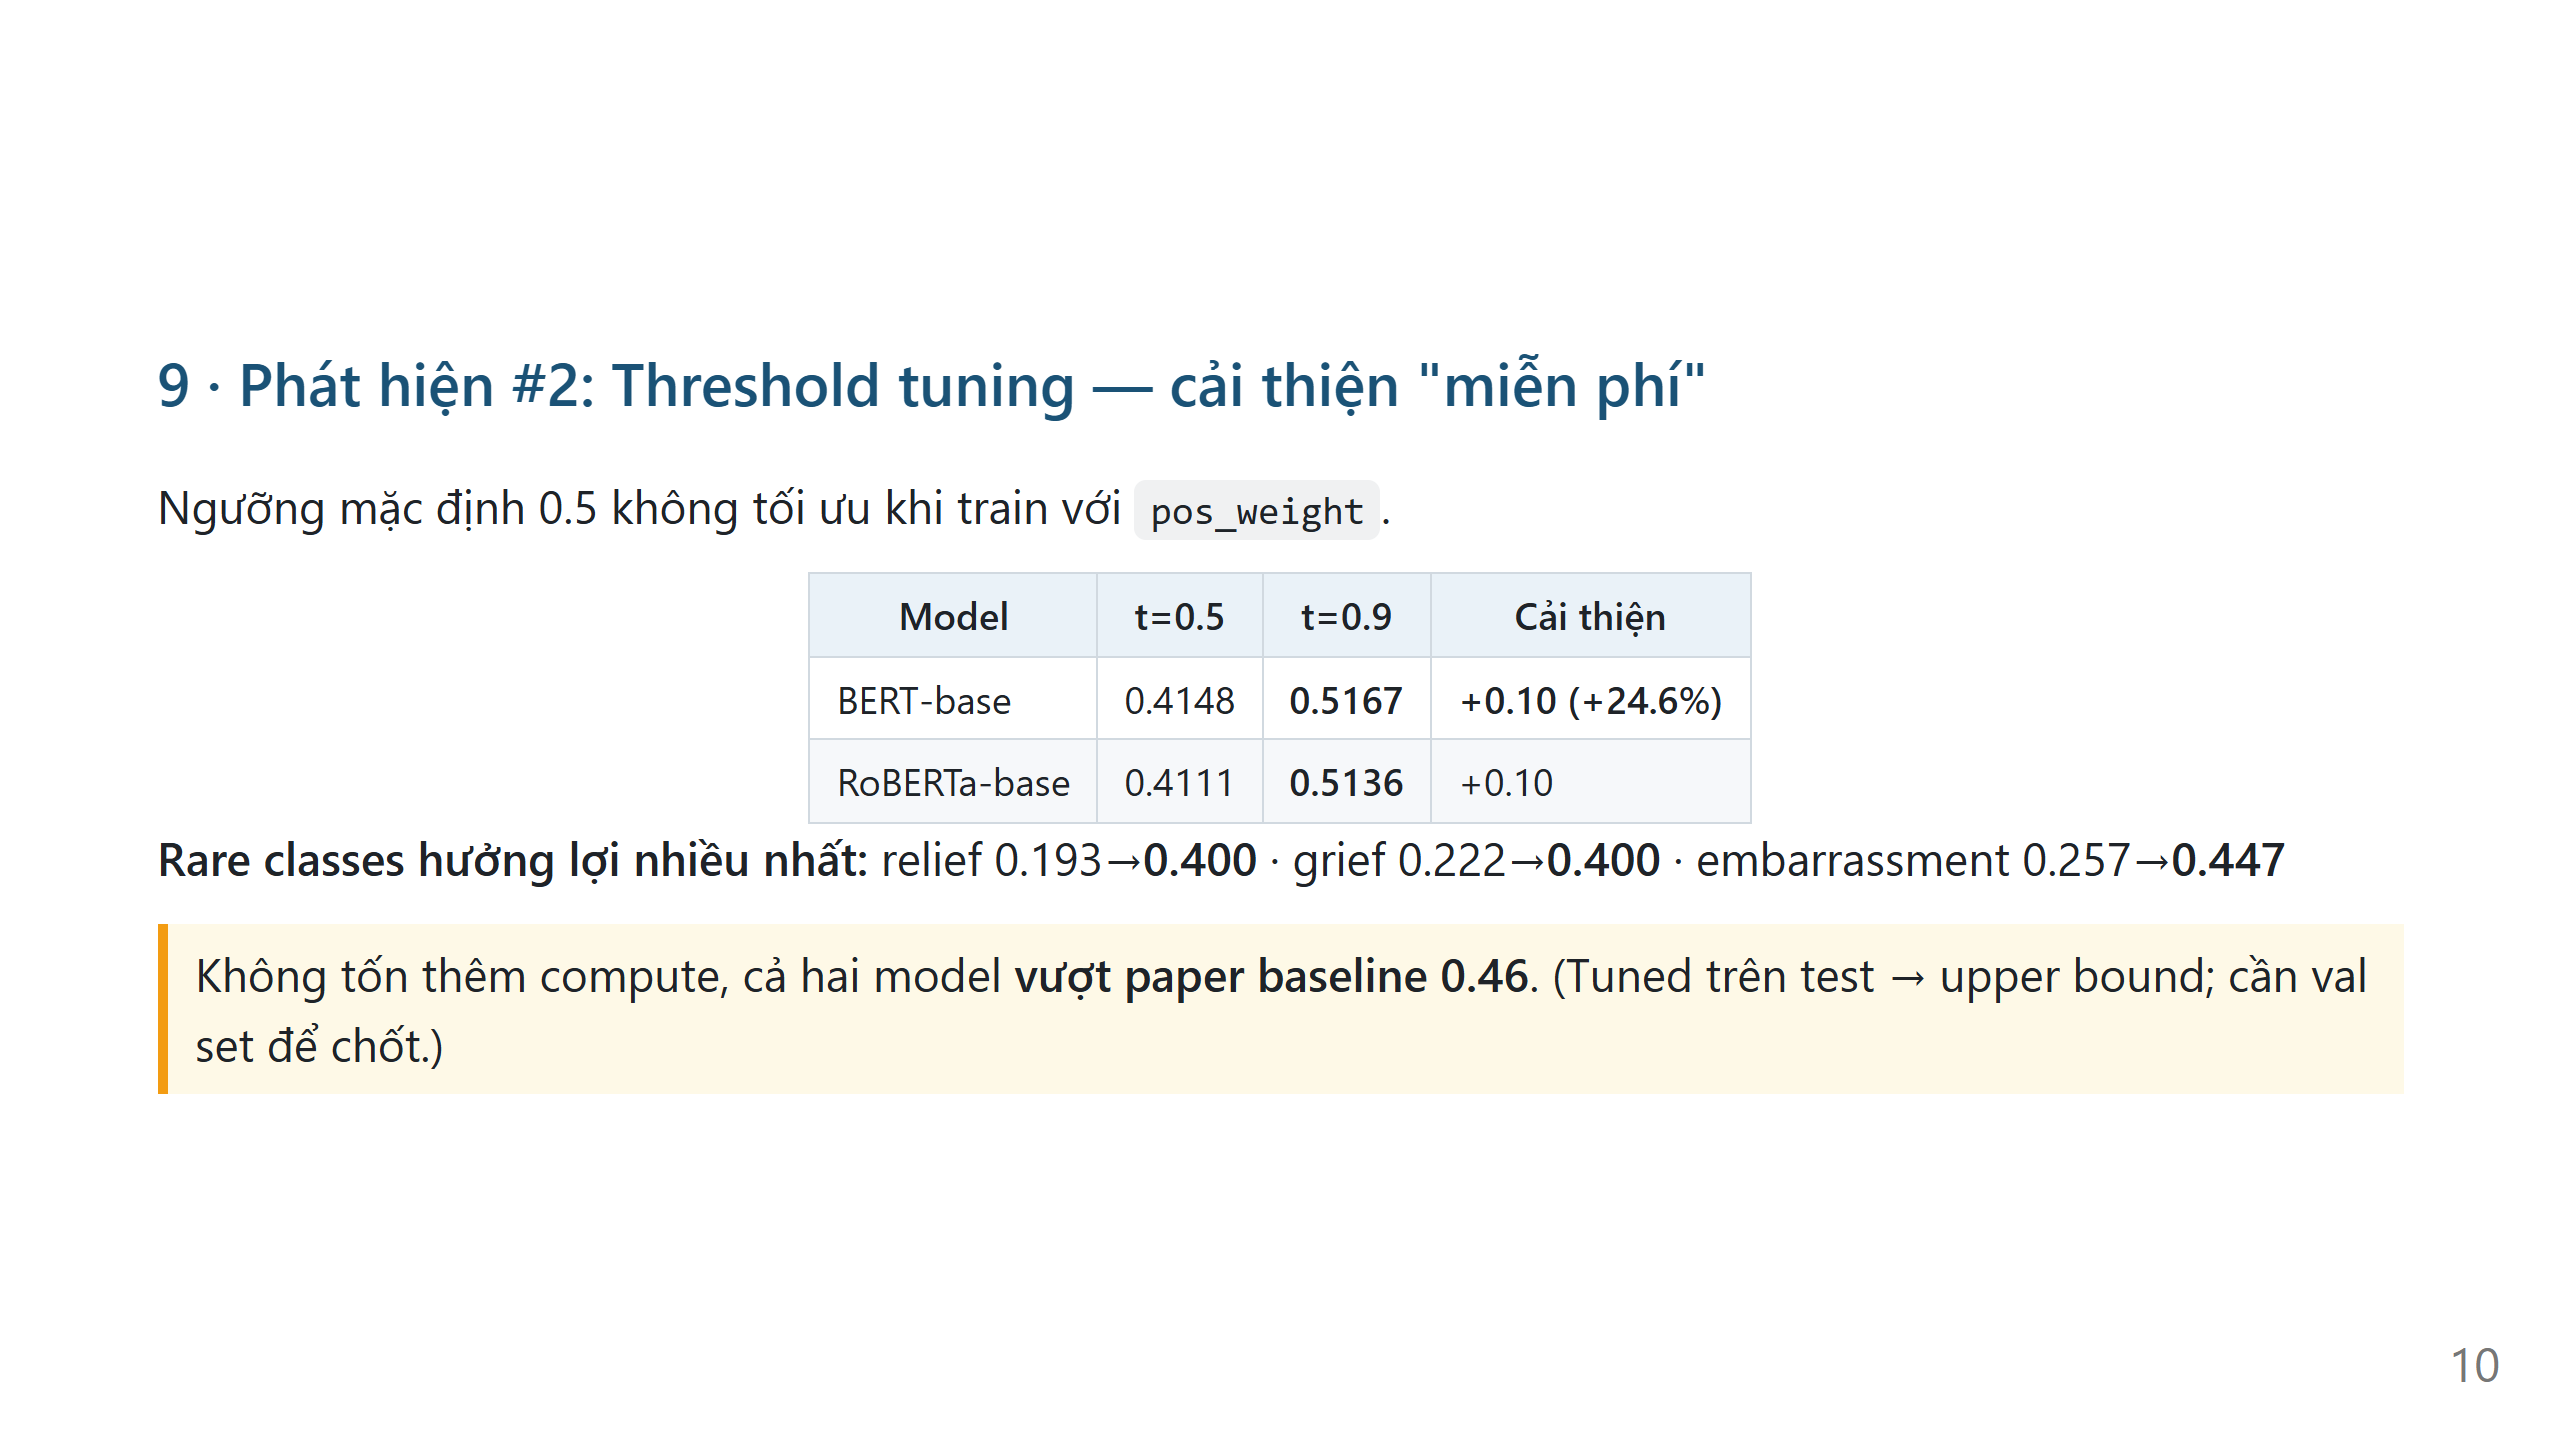 9 · Phát hiện #2: Threshold tuning — cải thiện "miễn phí"
Ngưỡng mặc định 0.5 không tối ưu khi train với pos_weight.
Model t=0.5 t=0.9 Cải thiện
BERT-base 0.4148 0.5167 +0.10 (+24.6%)
RoBERTa-base 0.4111 0.5136 +0.10
Rare classes hưởng lợi nhiều nhất: relief 0.193→0.400 · grief 0.222→0.400 · embarrassment 0.257→0.447
Không tốn thêm compute, cả hai model vượt paper baseline 0.46. (Tuned trên test → upper bound; cần val
set để chốt.)
10